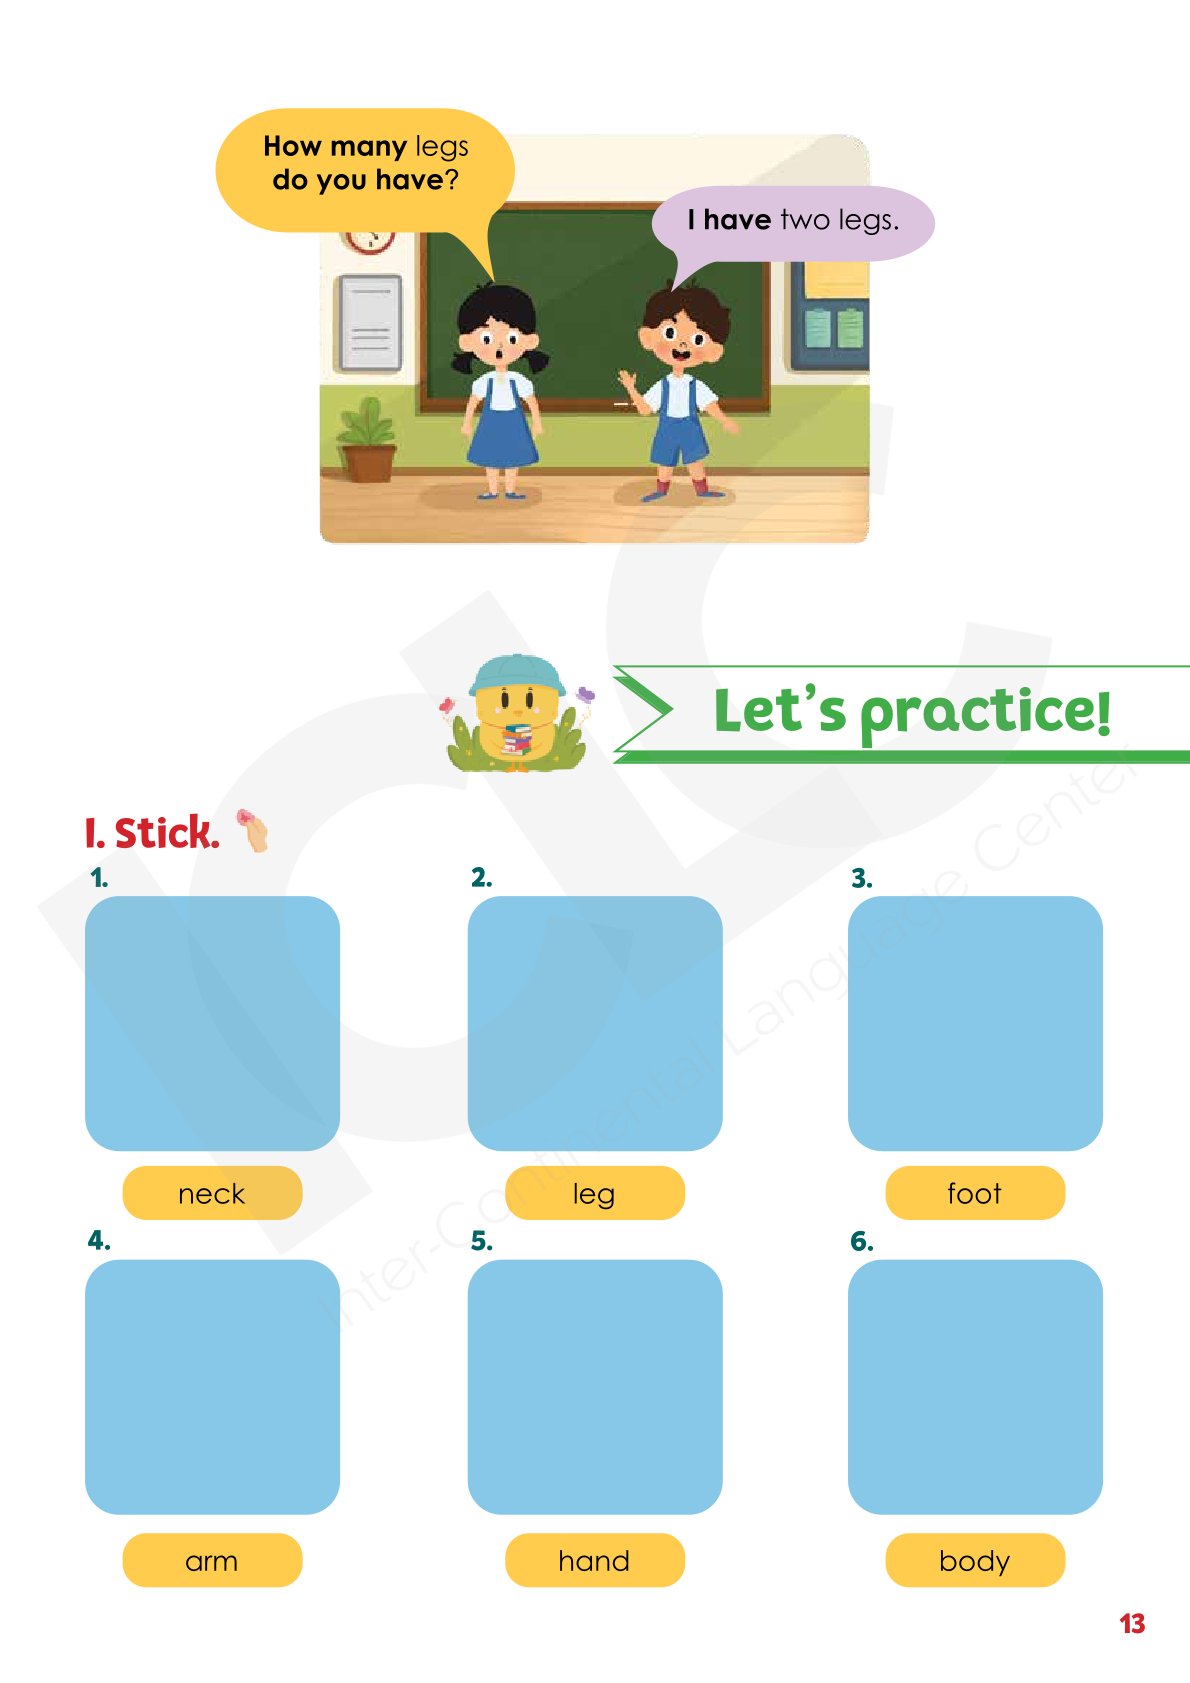 How many legs
do you have?
I have two legs.
Let's practice!
I. Stick.
1.
2.
3.
neck
leg
foot
4.
5.
6.
arm
hand
body
13
ICLC
Inter-Continental Language Center